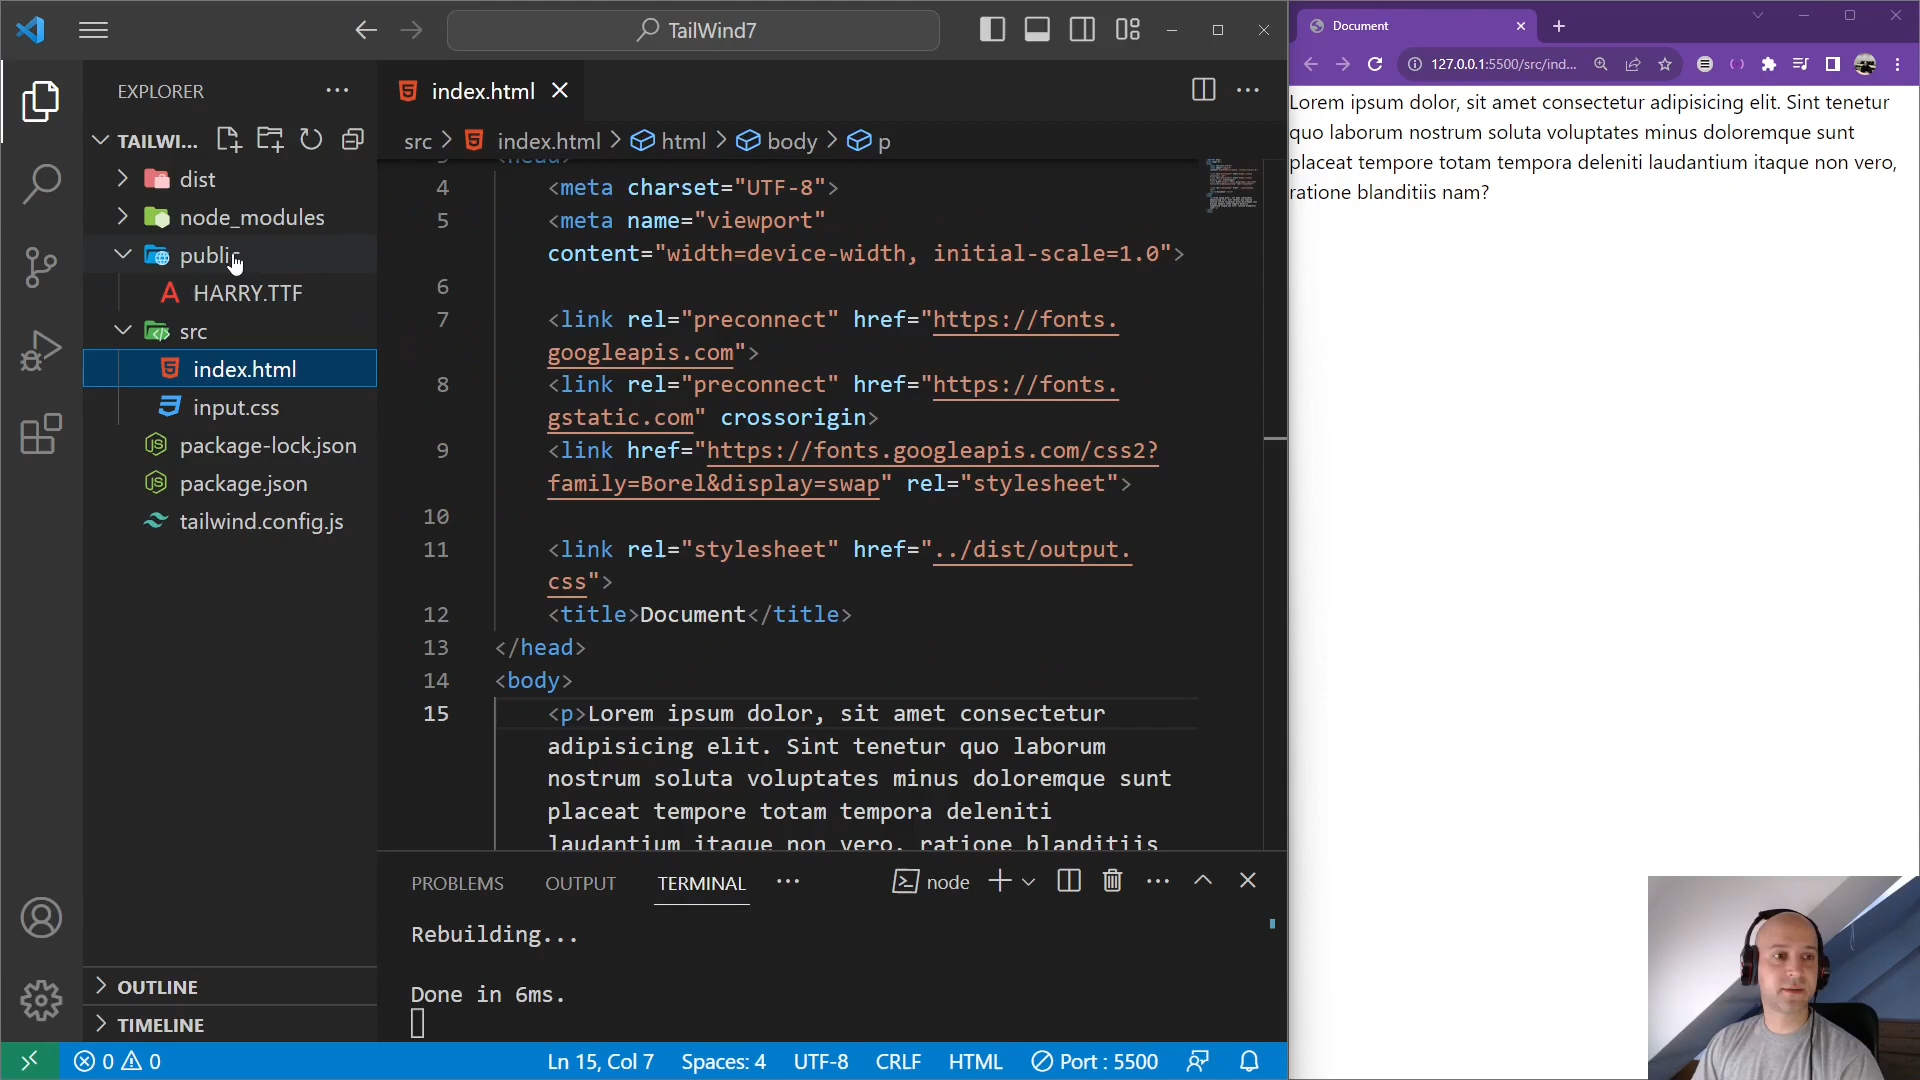 TailWind7
EXPLORER
TAILWI...
dist
node_modules
public
HARRY.TTF
src
index.html
input.css
package-lock.json
package.json
tailwind.config.js
OUTLINE
TIMELINE
index.html
src > index.html > html > body > p
4 <meta charset="UTF-8">
5 <meta name="viewport"
content="width=device-width, initial-scale=1.0">
6
7 <link rel="preconnect" href="https://fonts.
googleapis.com">
8 <link rel="preconnect" href="https://fonts.
gstatic.com" crossorigin>
9 <link href="https://fonts.googleapis.com/css2?
family=Borel&display=swap" rel="stylesheet">
10
11 <link rel="stylesheet" href="../dist/output.
css">
12 <title>Document</title>
13 </head>
14 <body>
15 <p>Lorem ipsum dolor, sit amet consectetur
adipisicing elit. Sint tenetur quo laborum
nostrum soluta voluptates minus doloremque sunt
placeat tempore totam tempora deleniti
laudantium itaque non vero, ratione blanditiis
PROBLEMS OUTPUT TERMINAL
node
Rebuilding...
Done in 6ms.
0 0
Ln 15, Col 7 Spaces: 4 UTF-8 CRLF HTML Port : 5500
Document
127.0.0.1:5500/src/ind...
Lorem ipsum dolor, sit amet consectetur adipisicing elit. Sint tenetur
quo laborum nostrum soluta voluptates minus doloremque sunt
placeat tempore totam tempora deleniti laudantium itaque non vero,
ratione blanditiis nam?